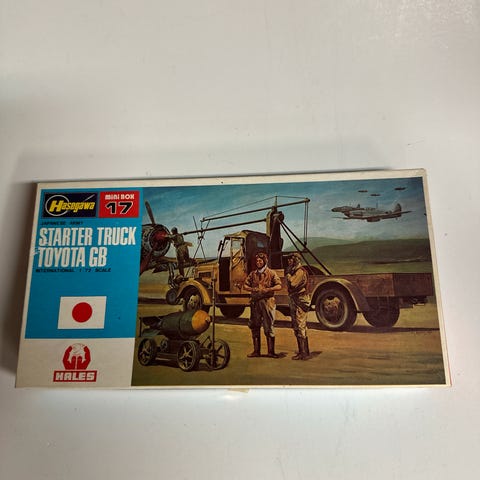 Hasegawa
mini BOX
17
JAPANESE ARMY
STARTER TRUCK
TOYOTA GB
INTERNATIONAL 1/72 SCALE
HALES